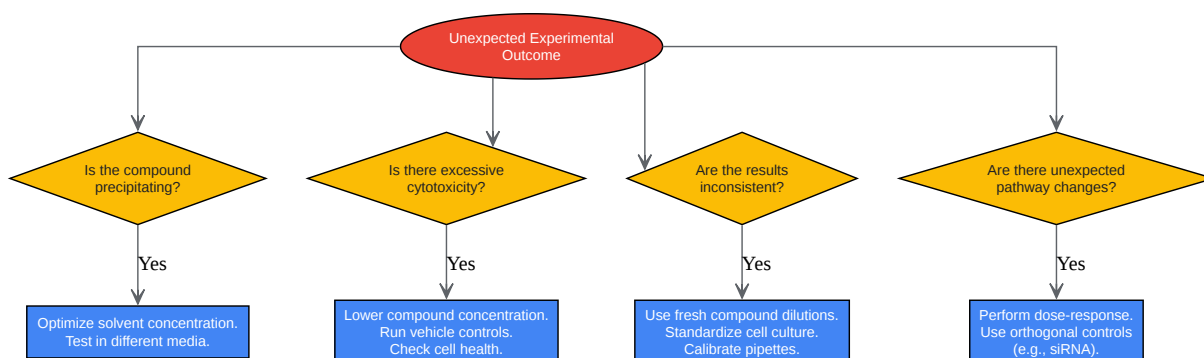 Unexpected Experimental
Outcome
Is the compound
precipitating?
Is there excessive
cytotoxicity?
Are the results
inconsistent?
Are there unexpected
pathway changes?
Yes
Yes
Yes
Yes
Optimize solvent concentration.
Test in different media.
Lower compound concentration.
Run vehicle controls.
Check cell health.
Use fresh compound dilutions.
Standardize cell culture.
Calibrate pipettes.
Perform dose-response.
Use orthogonal controls
(e.g., siRNA).